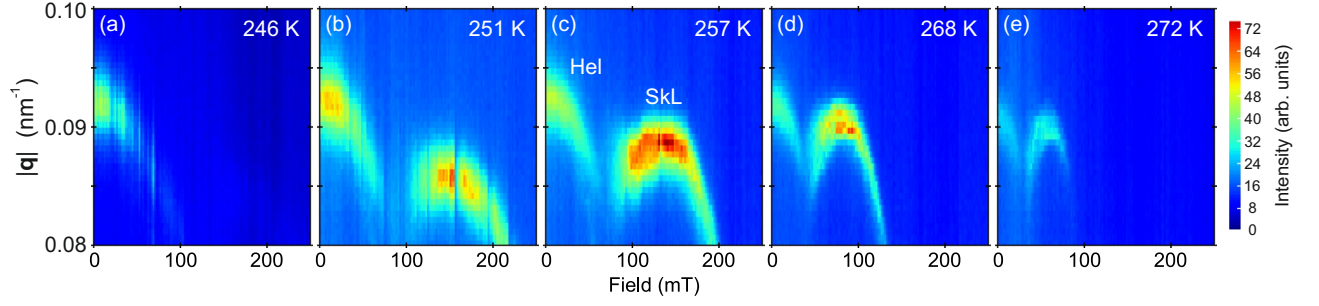 (a) 246 K (b) 251 K (c) 257 K (d) 268 K (e) 272 K
Hel
SkL
0.10
0.09
0.08
|q| (nm⁻¹)
0 100 200 0 100 200 0 100 200 0 100 200 0 100 200
Field (mT)
72
64
56
48
40
32
24
16
8
0
Intensity (arb. units)